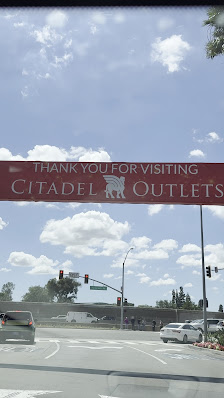 THANK YOU FOR VISITING
CITADEL OUTLETS